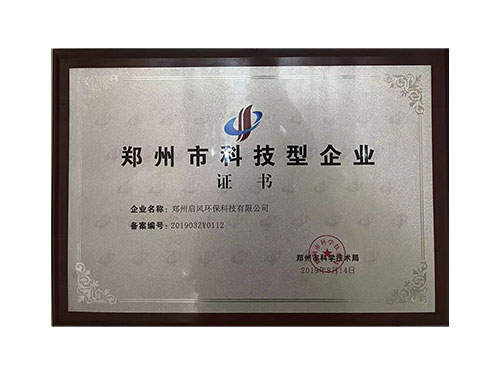 郑州市科技型企业
证书
企业名称：郑州启风环保科技有限公司
备案编号：201903ZY0112
郑州市科学技术局
2019年8月14日